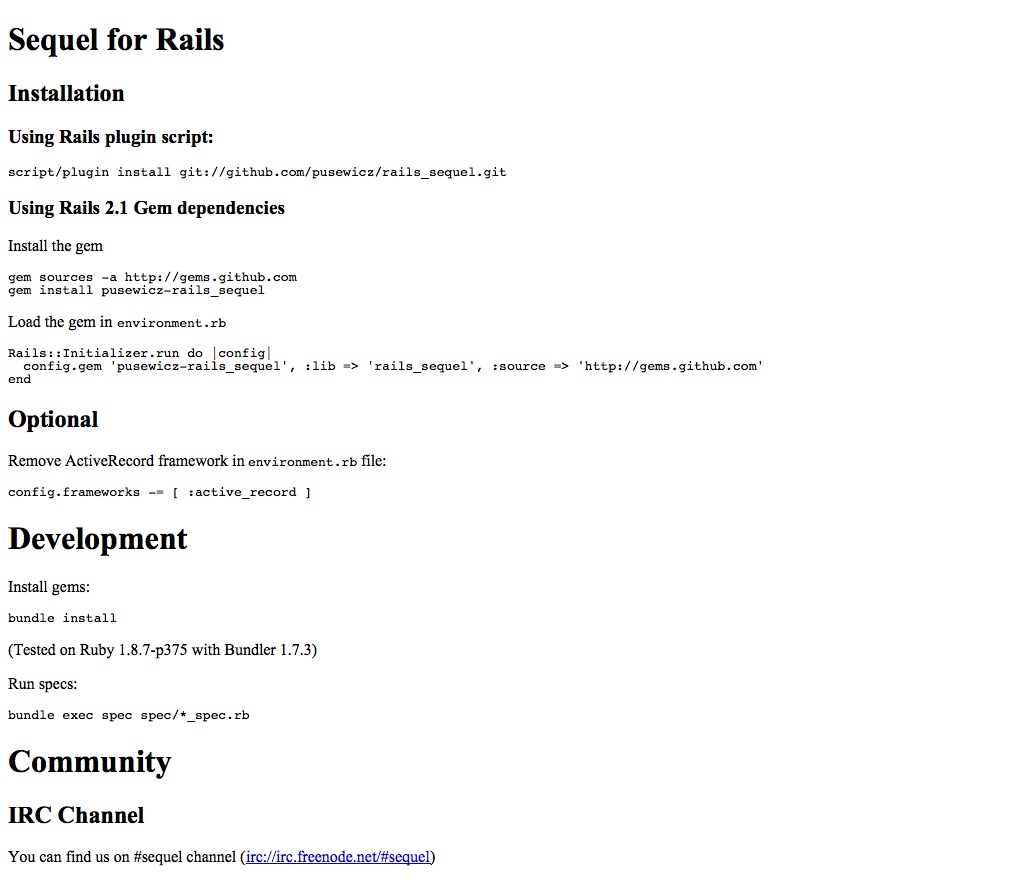 Sequel for Rails
Installation
Using Rails plugin script:
script/plugin install git://github.com/pusewicz/rails_sequel.git
Using Rails 2.1 Gem dependencies
Install the gem
gem sources -a http://gems.github.com
gem install pusewicz-rails_sequel
Load the gem in environment.rb
Rails::Initializer.run do |config|
  config.gem 'pusewicz-rails_sequel', :lib => 'rails_sequel', :source => 'http://gems.github.com'
end
Optional
Remove ActiveRecord framework in environment.rb file:
config.frameworks -= [ :active_record ]
Development
Install gems:
bundle install
(Tested on Ruby 1.8.7-p375 with Bundler 1.7.3)
Run specs:
bundle exec spec spec/*_spec.rb
Community
IRC Channel
You can find us on #sequel channel (irc://irc.freenode.net/#sequel)